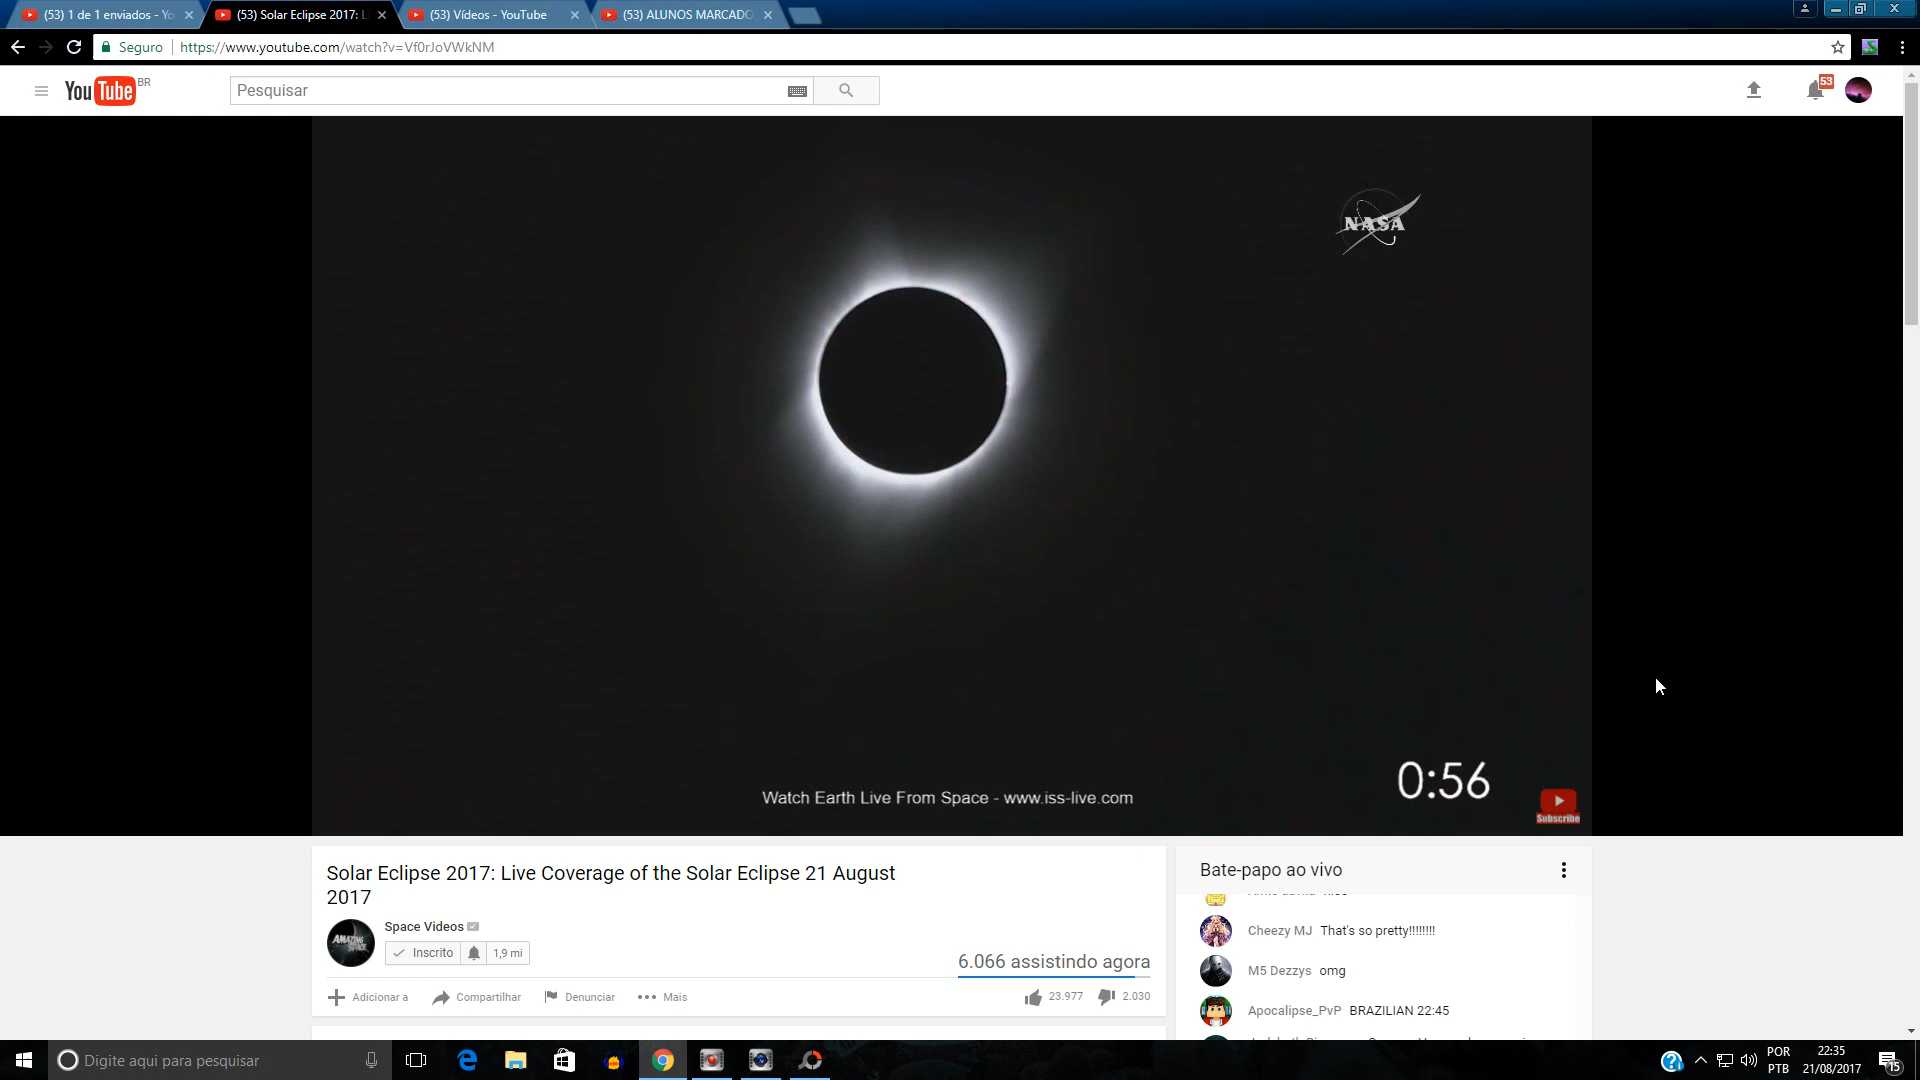 (53) 1 de 1 enviados - Yo
(53) Solar Eclipse 2017: L
(53) Vídeos - YouTube
(53) ALUNOS MARCADO
Seguro
https://www.youtube.com/watch?v=Vf0rJoVWkNM
YouTube BR
Pesquisar
53
NASA
0:56
Watch Earth Live From Space - www.iss-live.com
Subscribe
Solar Eclipse 2017: Live Coverage of the Solar Eclipse 21 August
2017
AMAZING SPACE
Space Videos
Inscrito
1,9 mi
6.066 assistindo agora
Adicionar a
Compartilhar
Denunciar
Mais
23.977
2.030
Bate-papo ao vivo
Cheezy MJ That's so pretty!!!!!!!!
M5 Dezzys omg
Apocalipse_PvP BRAZILIAN 22:45
Digite aqui para pesquisar
POR
PTB
22:35
21/08/2017
15